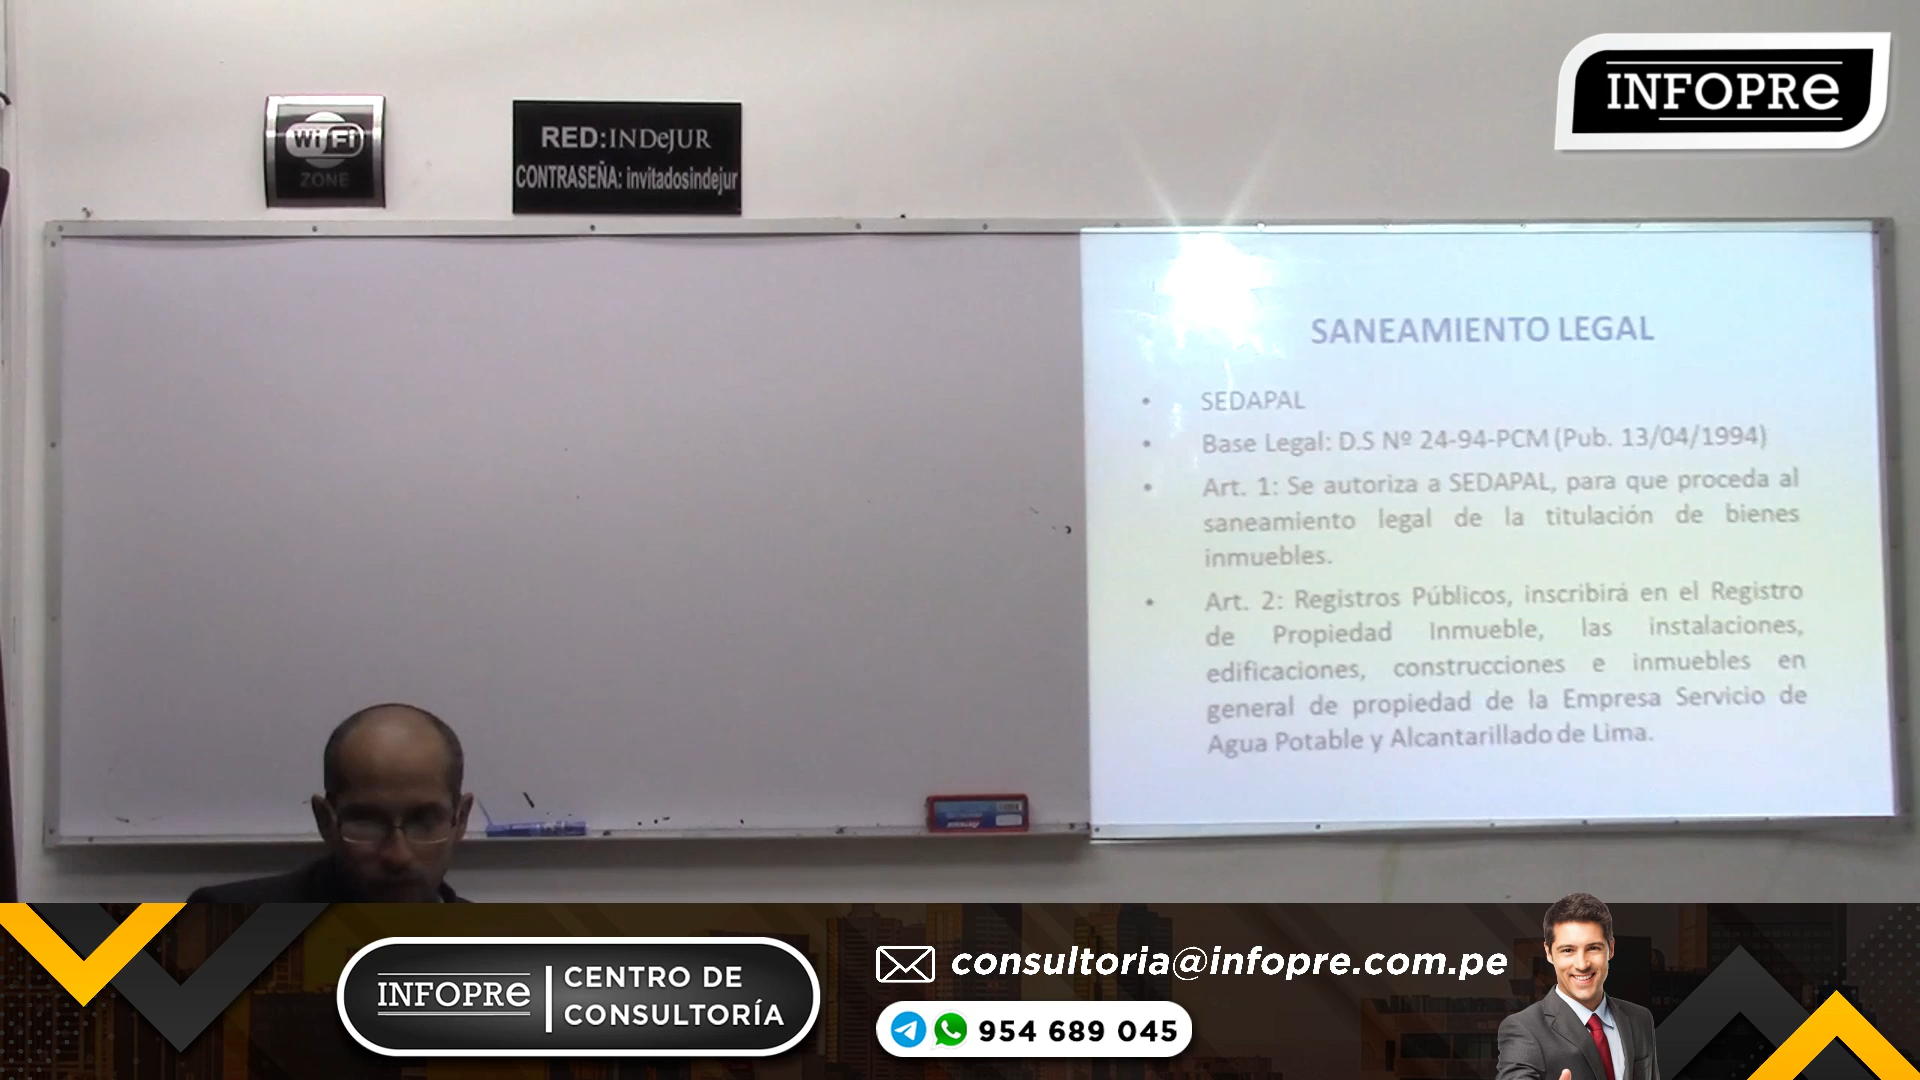 INFOPRe
Wi Fi
ZONE
RED:INDeJUR
CONTRASEÑA: invitadosindejur
SANEAMIENTO LEGAL
• SEDAPAL
• Base Legal: D.S Nº 24-94-PCM (Pub. 13/04/1994)
• Art. 1: Se autoriza a SEDAPAL, para que proceda al
saneamiento legal de la titulación de bienes
inmuebles.
• Art. 2: Registros Públicos, inscribirá en el Registro
de Propiedad Inmueble, las instalaciones,
edificaciones, construcciones e inmuebles en
general de propiedad de la Empresa Servicio de
Agua Potable y Alcantarillado de Lima.
INFOPRe
CENTRO DE
CONSULTORÍA
consultoria@infopre.com.pe
954 689 045